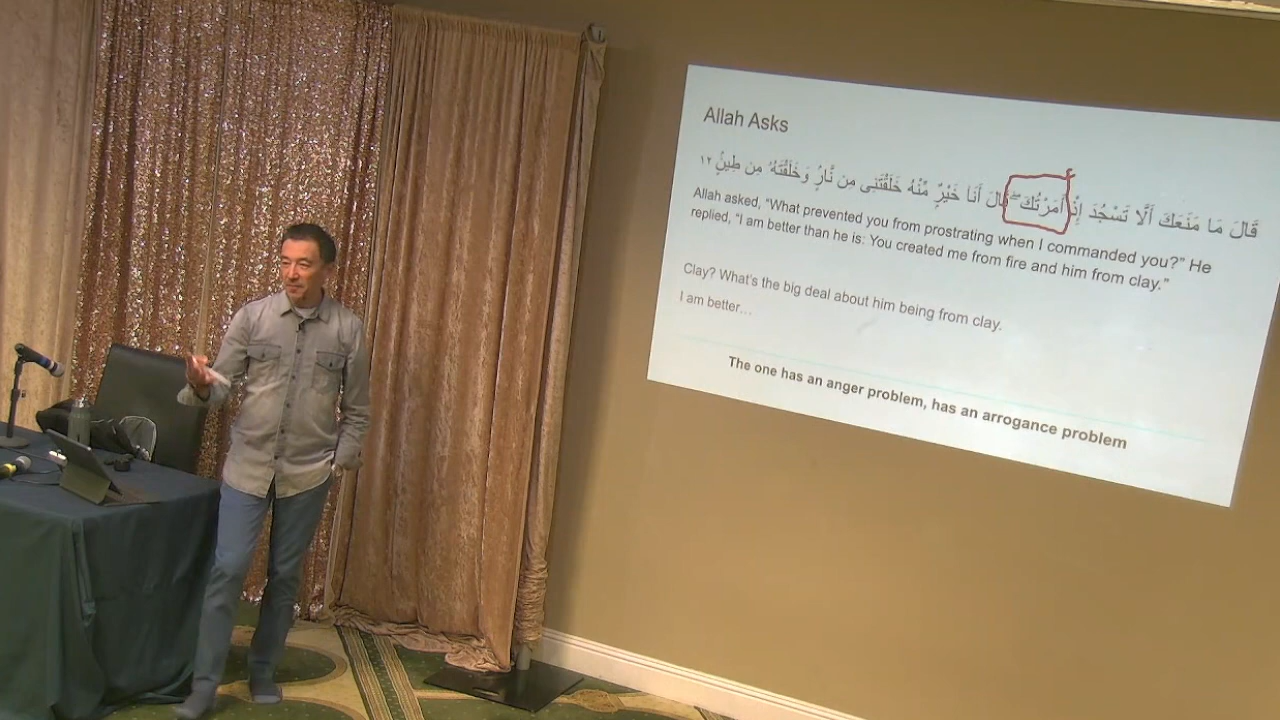 Allah Asks
قَالَ مَا مَنَعَكَ أَلَّا تَسْجُدَ إِذْ أَمَرْتُكَ ۖ قَالَ أَنَا خَيْرٌ مِّنْهُ خَلَقْتَنِى مِن نَّارٍ وَخَلَقْتَهُۥ مِن طِينٍ ١٢
Allah asked, “What prevented you from prostrating when I commanded you?” He
replied, “I am better than he is: You created me from fire and him from clay.”
Clay? What's the big deal about him being from clay.
I am better…
The one has an anger problem, has an arrogance problem